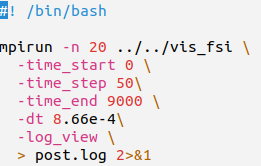 #! /bin/bash
mpirun -n 20 ../../vis_fsi \
-time_start 0 \
-time_step 50\
-time_end 9000 \
-dt 8.66e-4\
-log_view \
> post.log 2>&1